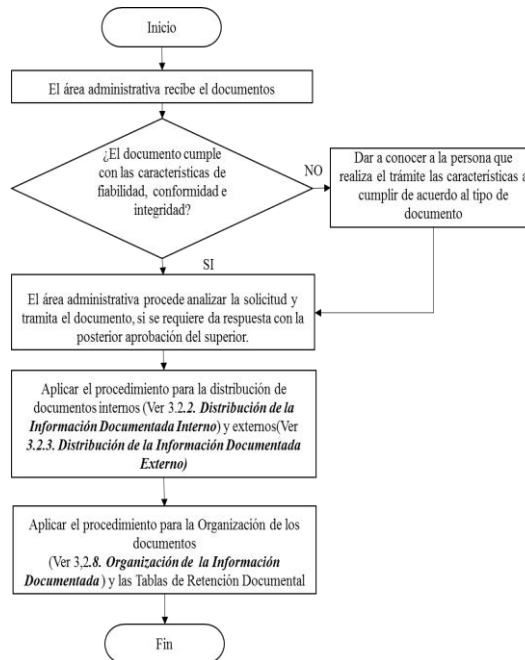 Inicio
El área administrativa recibe el documentos
¿El documento cumple
con las características de
fiabilidad, conformidad e
integridad?
NO
Dar a conocer a la persona que
realiza el trámite las características a
cumplir de acuerdo al tipo de
documento
SI
El área administrativa procede analizar la solicitud y
tramita el documento, si se requiere da respuesta con la
posterior aprobación del superior.
Aplicar el procedimiento para la distribución de
documentos internos (Ver 3.2.2. Distribución de la
Información Documentada Interno) y externos(Ver
3.2.3. Distribución de la Información Documentada
Externo)
Aplicar el procedimiento para la Organización de los
documentos
(Ver 3,2.8. Organización de la Información
Documentada ) y las Tablas de Retención Documental
Fin